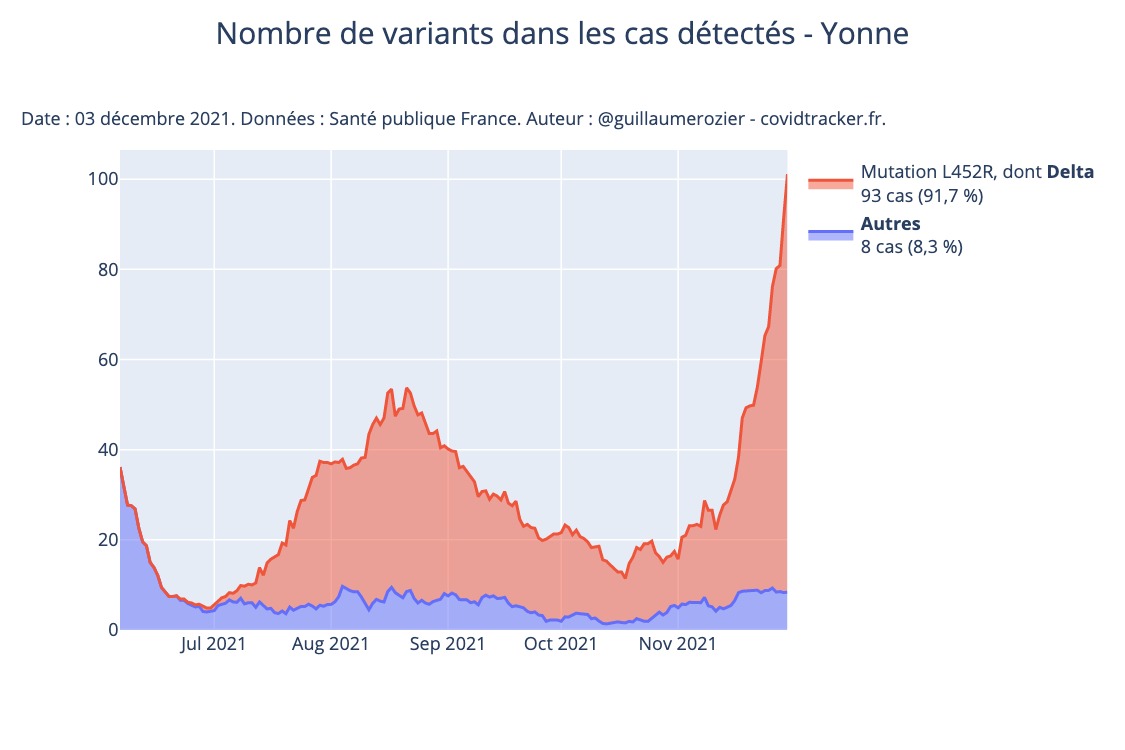 Nombre de variants dans les cas détectés - Yonne
Date : 03 décembre 2021. Données : Santé publique France. Auteur : @guillaumerozier - covidtracker.fr.
Mutation L452R, dont Delta
93 cas (91,7 %)
Autres
8 cas (8,3 %)
100
80
60
40
20
0
Jul 2021 Aug 2021 Sep 2021 Oct 2021 Nov 2021